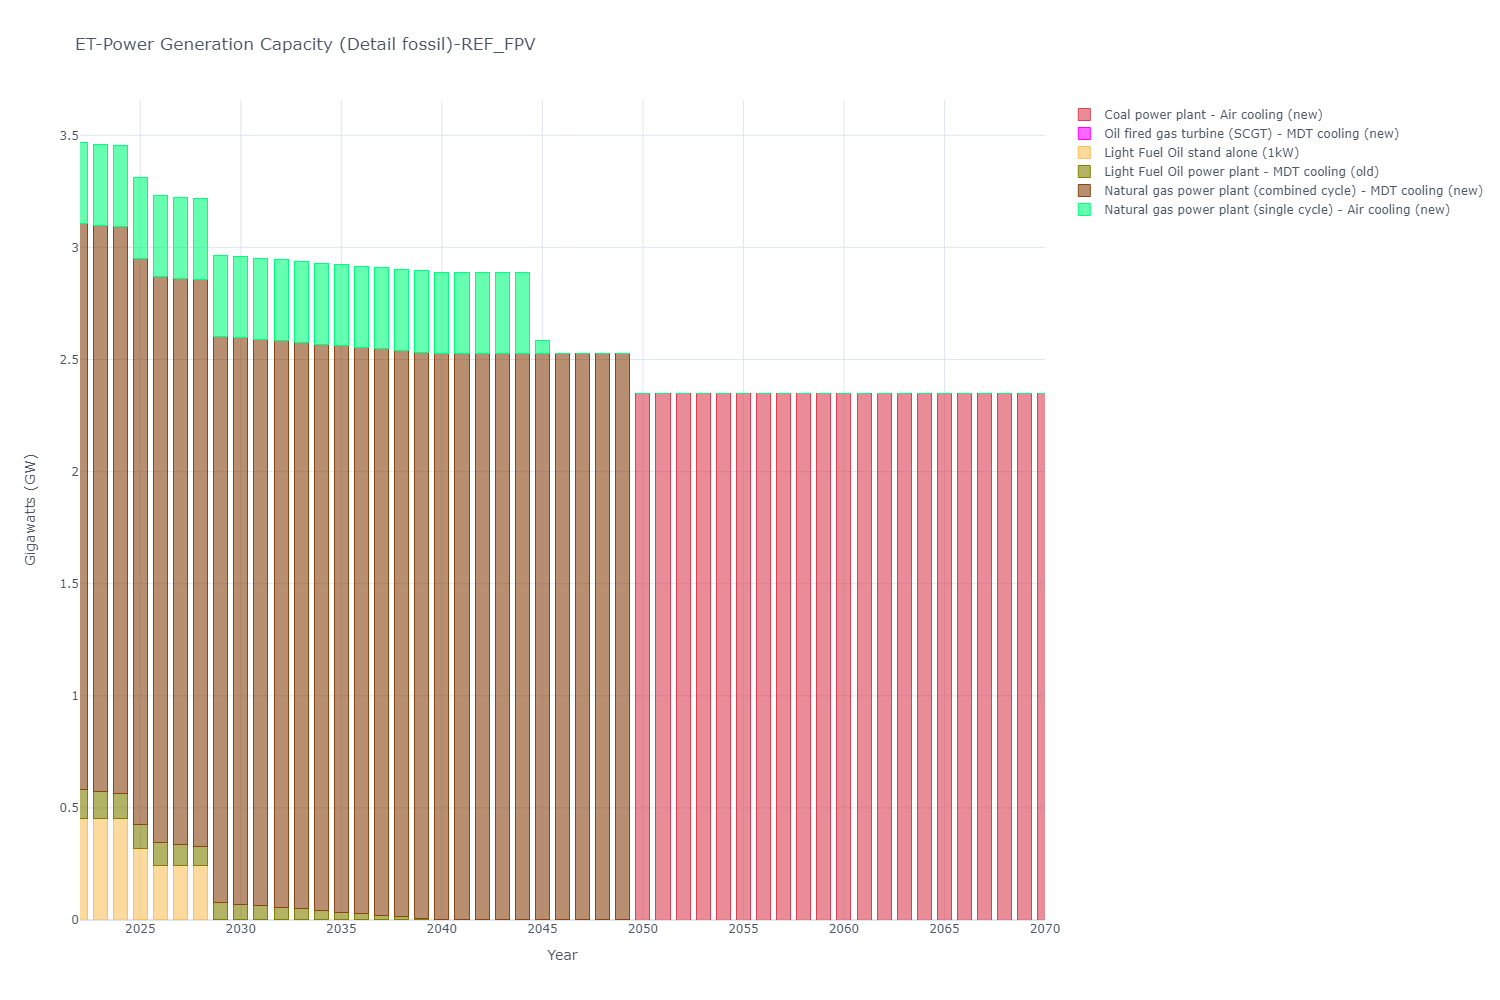 ET-Power Generation Capacity (Detail fossil)-REF_FPV
Coal power plant - Air cooling (new)
Oil fired gas turbine (SCGT) - MDT cooling (new)
Light Fuel Oil stand alone (1kW)
Light Fuel Oil power plant - MDT cooling (old)
Natural gas power plant (combined cycle) - MDT cooling (new)
Natural gas power plant (single cycle) - Air cooling (new)
3.5
3
2.5
2
1.5
1
0.5
0
Gigawatts (GW)
2025 2030 2035 2040 2045 2050 2055 2060 2065 2070
Year